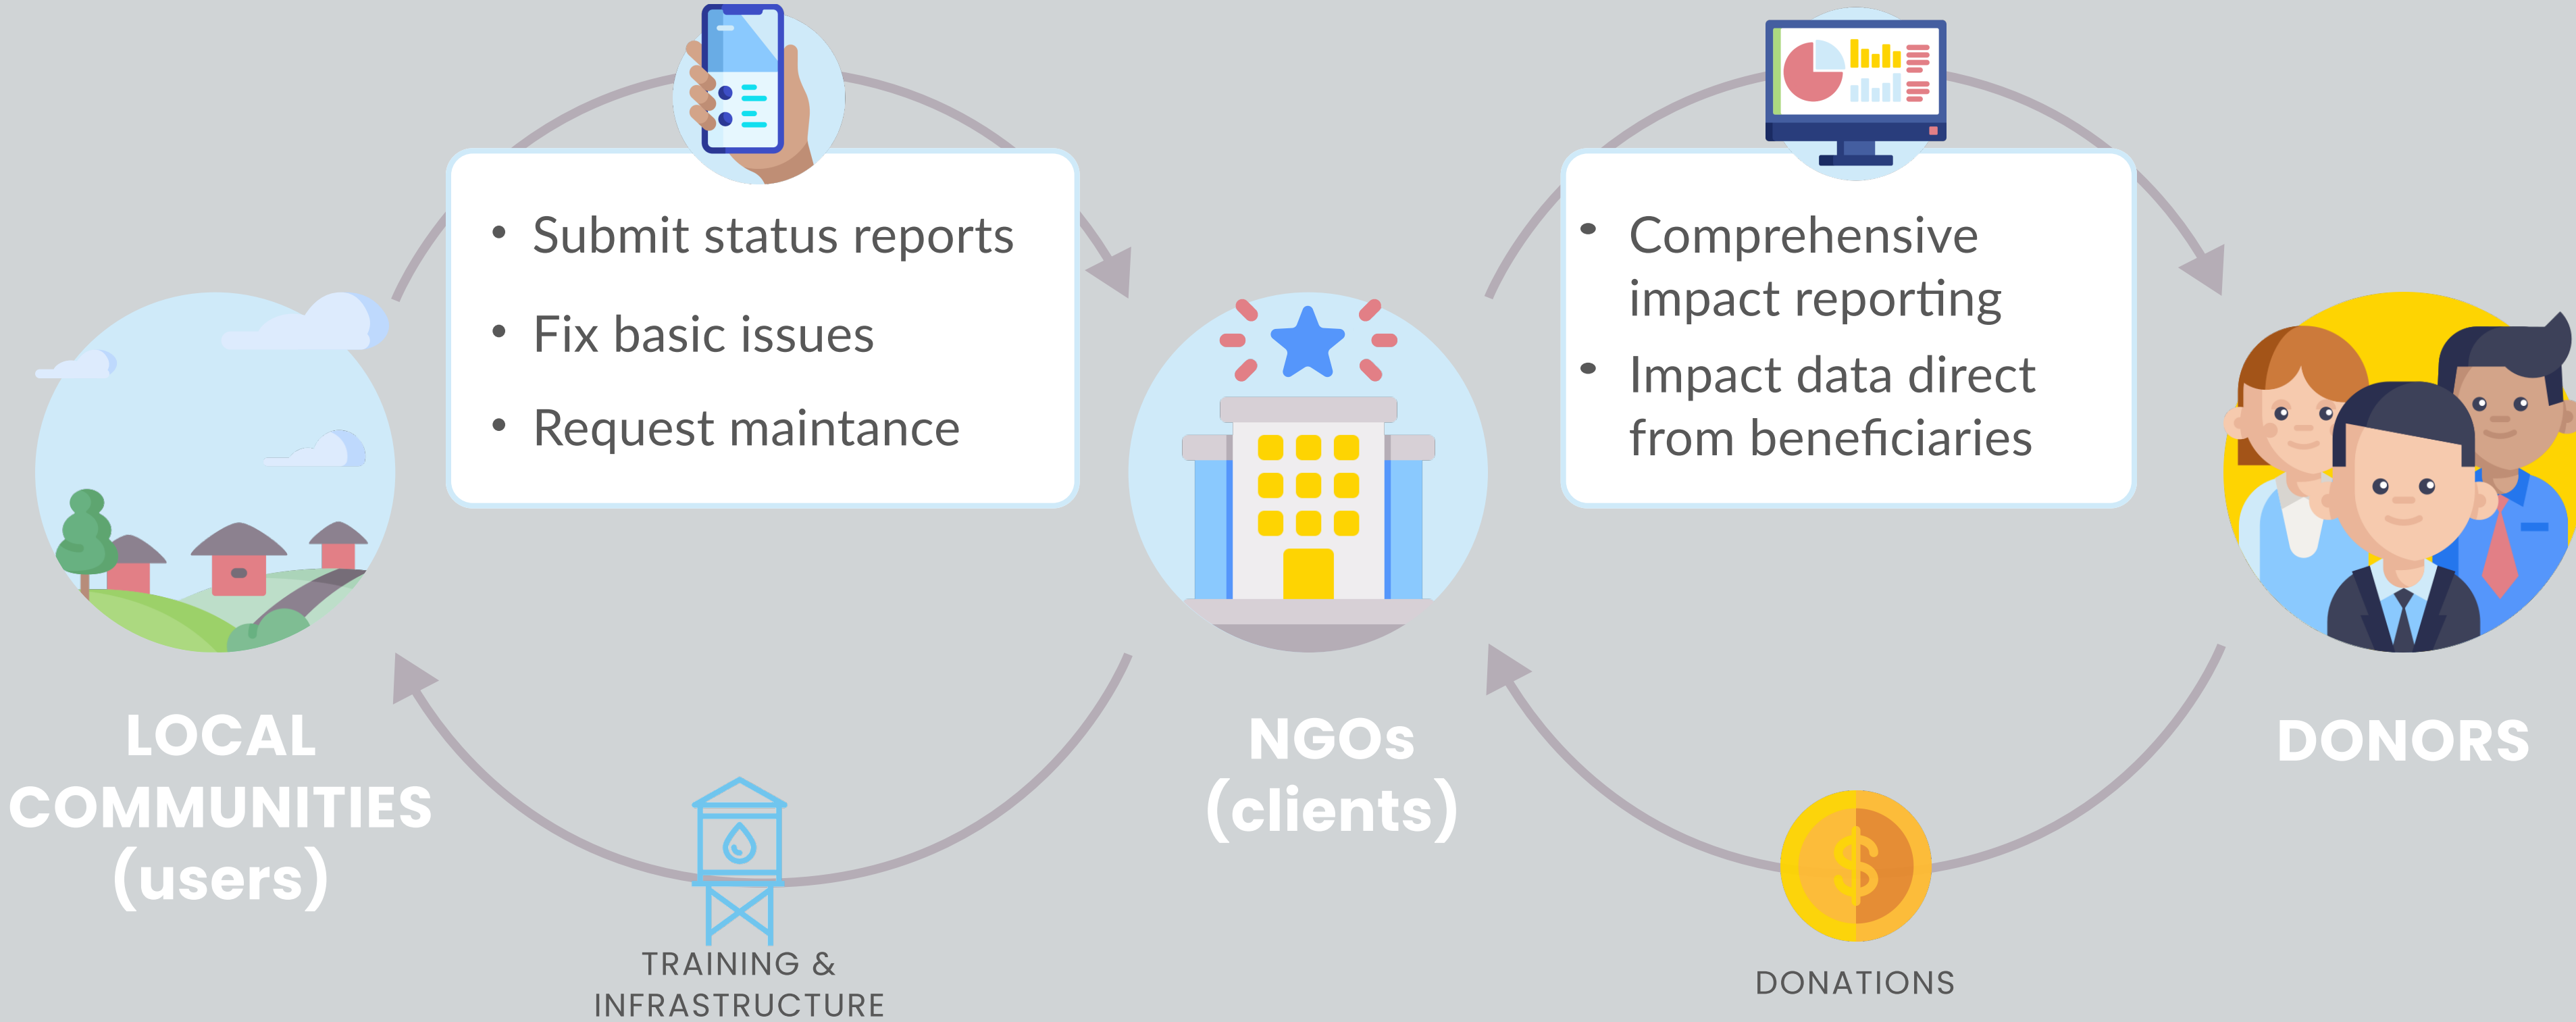 • Submit status reports
• Fix basic issues
• Request maintance
• Comprehensive
impact reporting
• Impact data direct
from beneficiaries
LOCAL
COMMUNITIES
(users)
NGOs
(clients)
DONORS
TRAINING &
INFRASTRUCTURE
$
DONATIONS